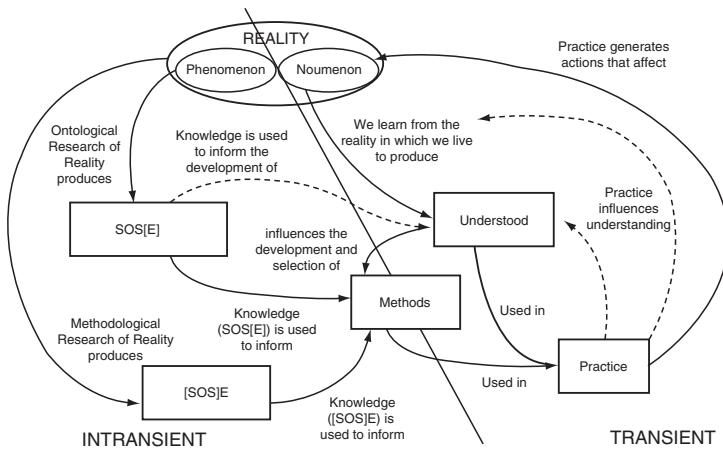 REALITY
Phenomenon
Noumenon
Practice generates
actions that affect
Ontological
Research of
Reality
produces
Knowledge is used
to inform the
development of
We learn from the
reality in which we
live to produce
Practice
influences
understanding
SOS[E]
Understood
influences the
development and
selection of
Methods
Used in
Methodological
Research of Reality
produces
Knowledge
(SOS[E]) is used
to inform
Practice
Used in
[SOS]E
Knowledge
([SOS]E) is
used to inform
INTRANSIENT
TRANSIENT